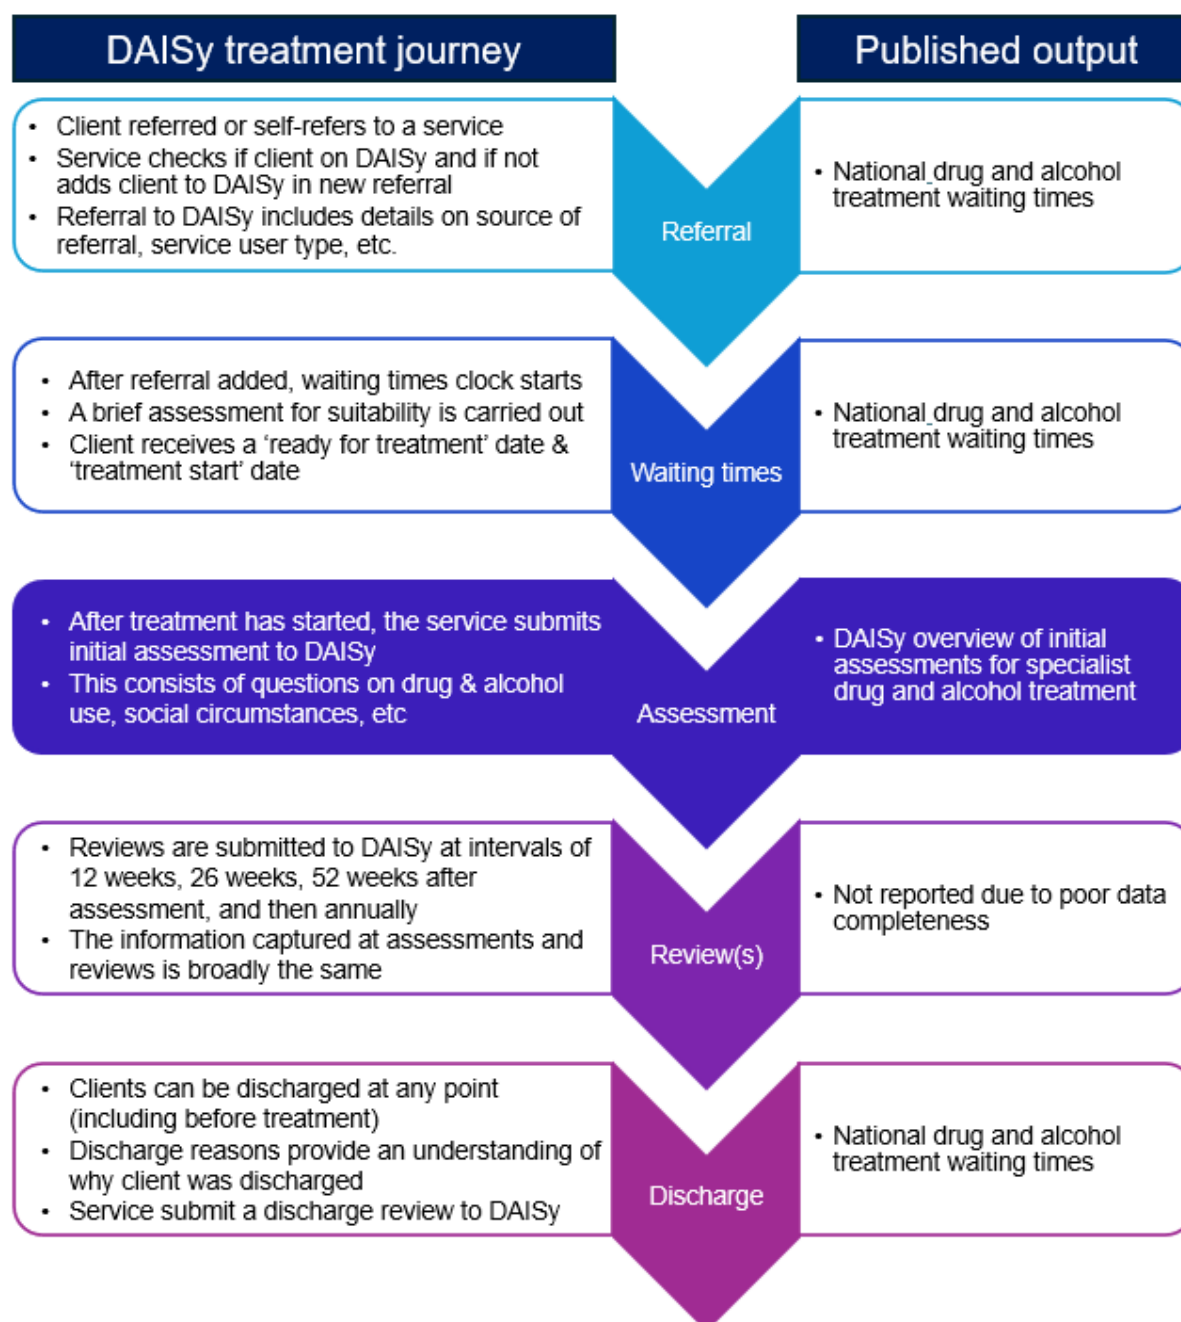 DAISy treatment journey
Published output
• Client referred or self-refers to a service
• Service checks if client on DAISy and if not
adds client to DAISy in new referral
• Referral to DAISy includes details on source of
referral, service user type, etc.
Referral
• National drug and alcohol
treatment waiting times
• After referral added, waiting times clock starts
• A brief assessment for suitability is carried out
• Client receives a ‘ready for treatment’ date &
‘treatment start’ date
Waiting times
• National drug and alcohol
treatment waiting times
• After treatment has started, the service submits
initial assessment to DAISy
• This consists of questions on drug & alcohol
use, social circumstances, etc
Assessment
• DAISy overview of initial
assessments for specialist
drug and alcohol treatment
• Reviews are submitted to DAISy at intervals of
12 weeks, 26 weeks, 52 weeks after
assessment, and then annually
• The information captured at assessments and
reviews is broadly the same
Review(s)
• Not reported due to poor data
completeness
• Clients can be discharged at any point
(including before treatment)
• Discharge reasons provide an understanding of
why client was discharged
• Service submit a discharge review to DAISy
Discharge
• National drug and alcohol
treatment waiting times